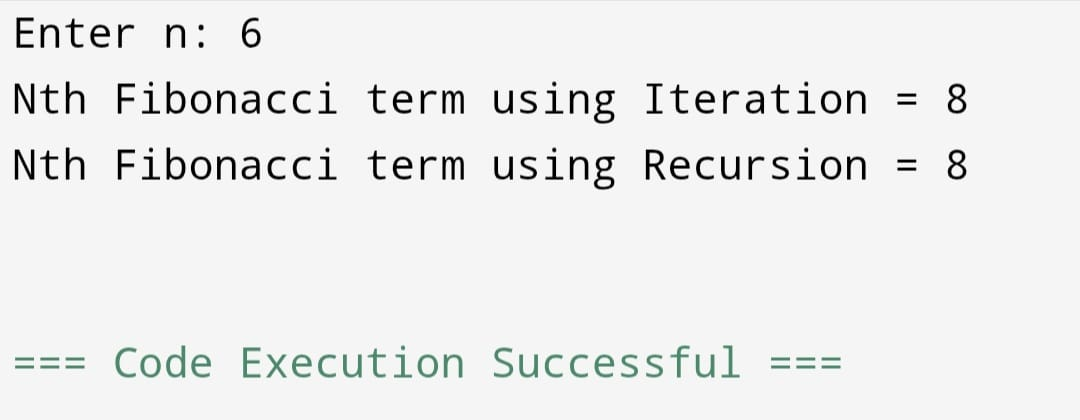 Enter n: 6
Nth Fibonacci term using Iteration = 8
Nth Fibonacci term using Recursion = 8
=== Code Execution Successful ===